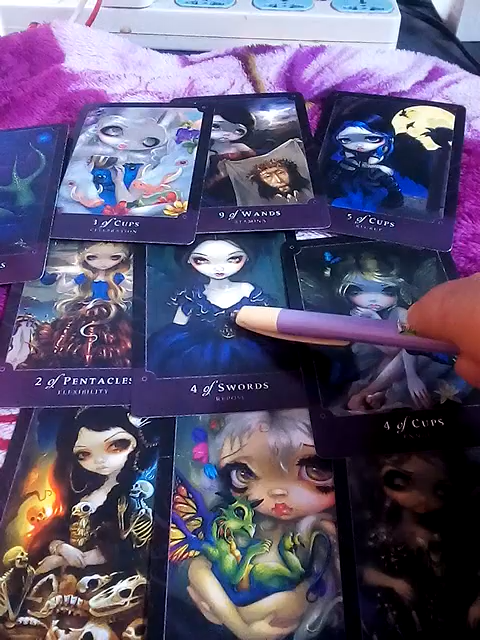 S
3 of CUPS
CELEBRATION
9 of WANDS
STAMINA
5 of CUPS
REGRET
2 of PENTACLES
FLEXIBILITY
4 of SWORDS
REPOSE
4 of CUPS